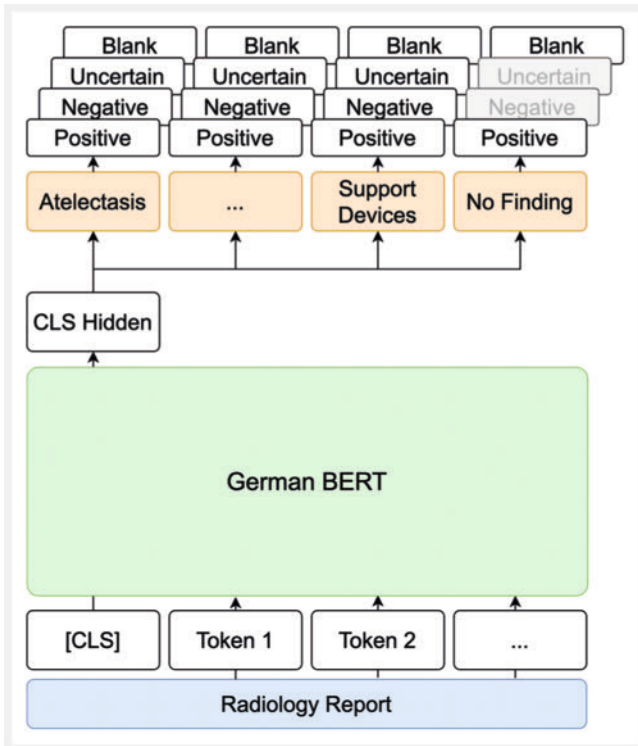 Blank Blank Blank Blank
Uncertain Uncertain Uncertain Uncertain
Negative Negative Negative Negative
Positive Positive Positive Positive
Atelectasis ... Support Devices No Finding
CLS Hidden
German BERT
[CLS] Token 1 Token 2 ...
Radiology Report